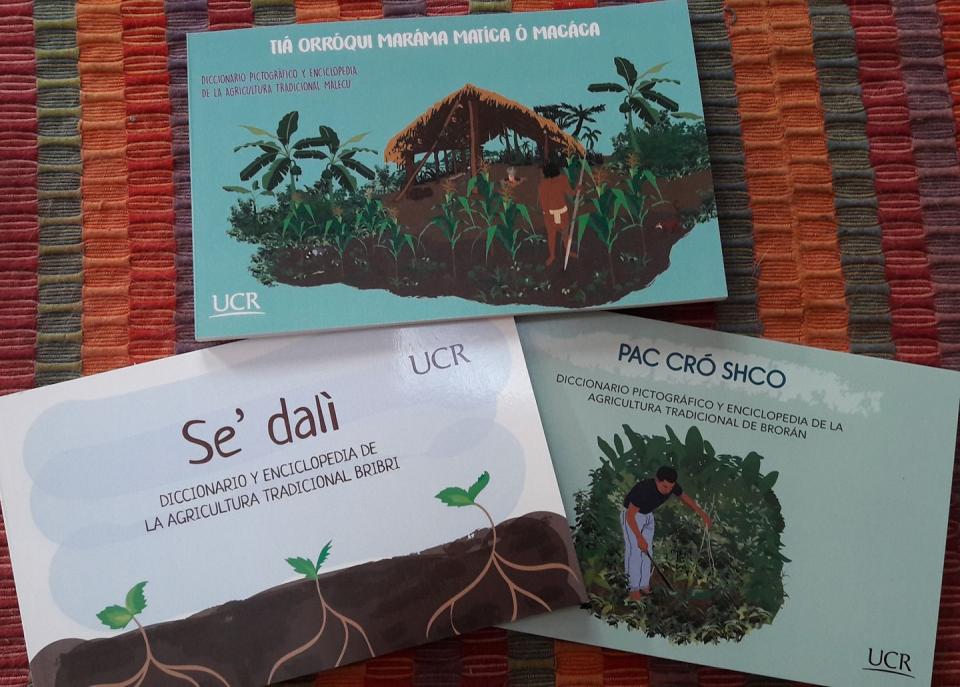 TIÁ ORRÓQUI MARÁMA MATÍCA Ó MACÁCA
DICCIONARIO PICTOGRÁFICO Y ENCICLOPEDIA
DE LA AGRICULTURA TRADICIONAL MALECU
UCR
UCR
Se' dalì
DICCIONARIO Y ENCICLOPEDIA DE
LA AGRICULTURA TRADICIONAL BRIBRI
PAC CRÓ SHCO
DICCIONARIO PICTOGRÁFICO Y ENCICLOPEDIA DE LA
AGRICULTURA TRADICIONAL DE BRORÁN
UCR